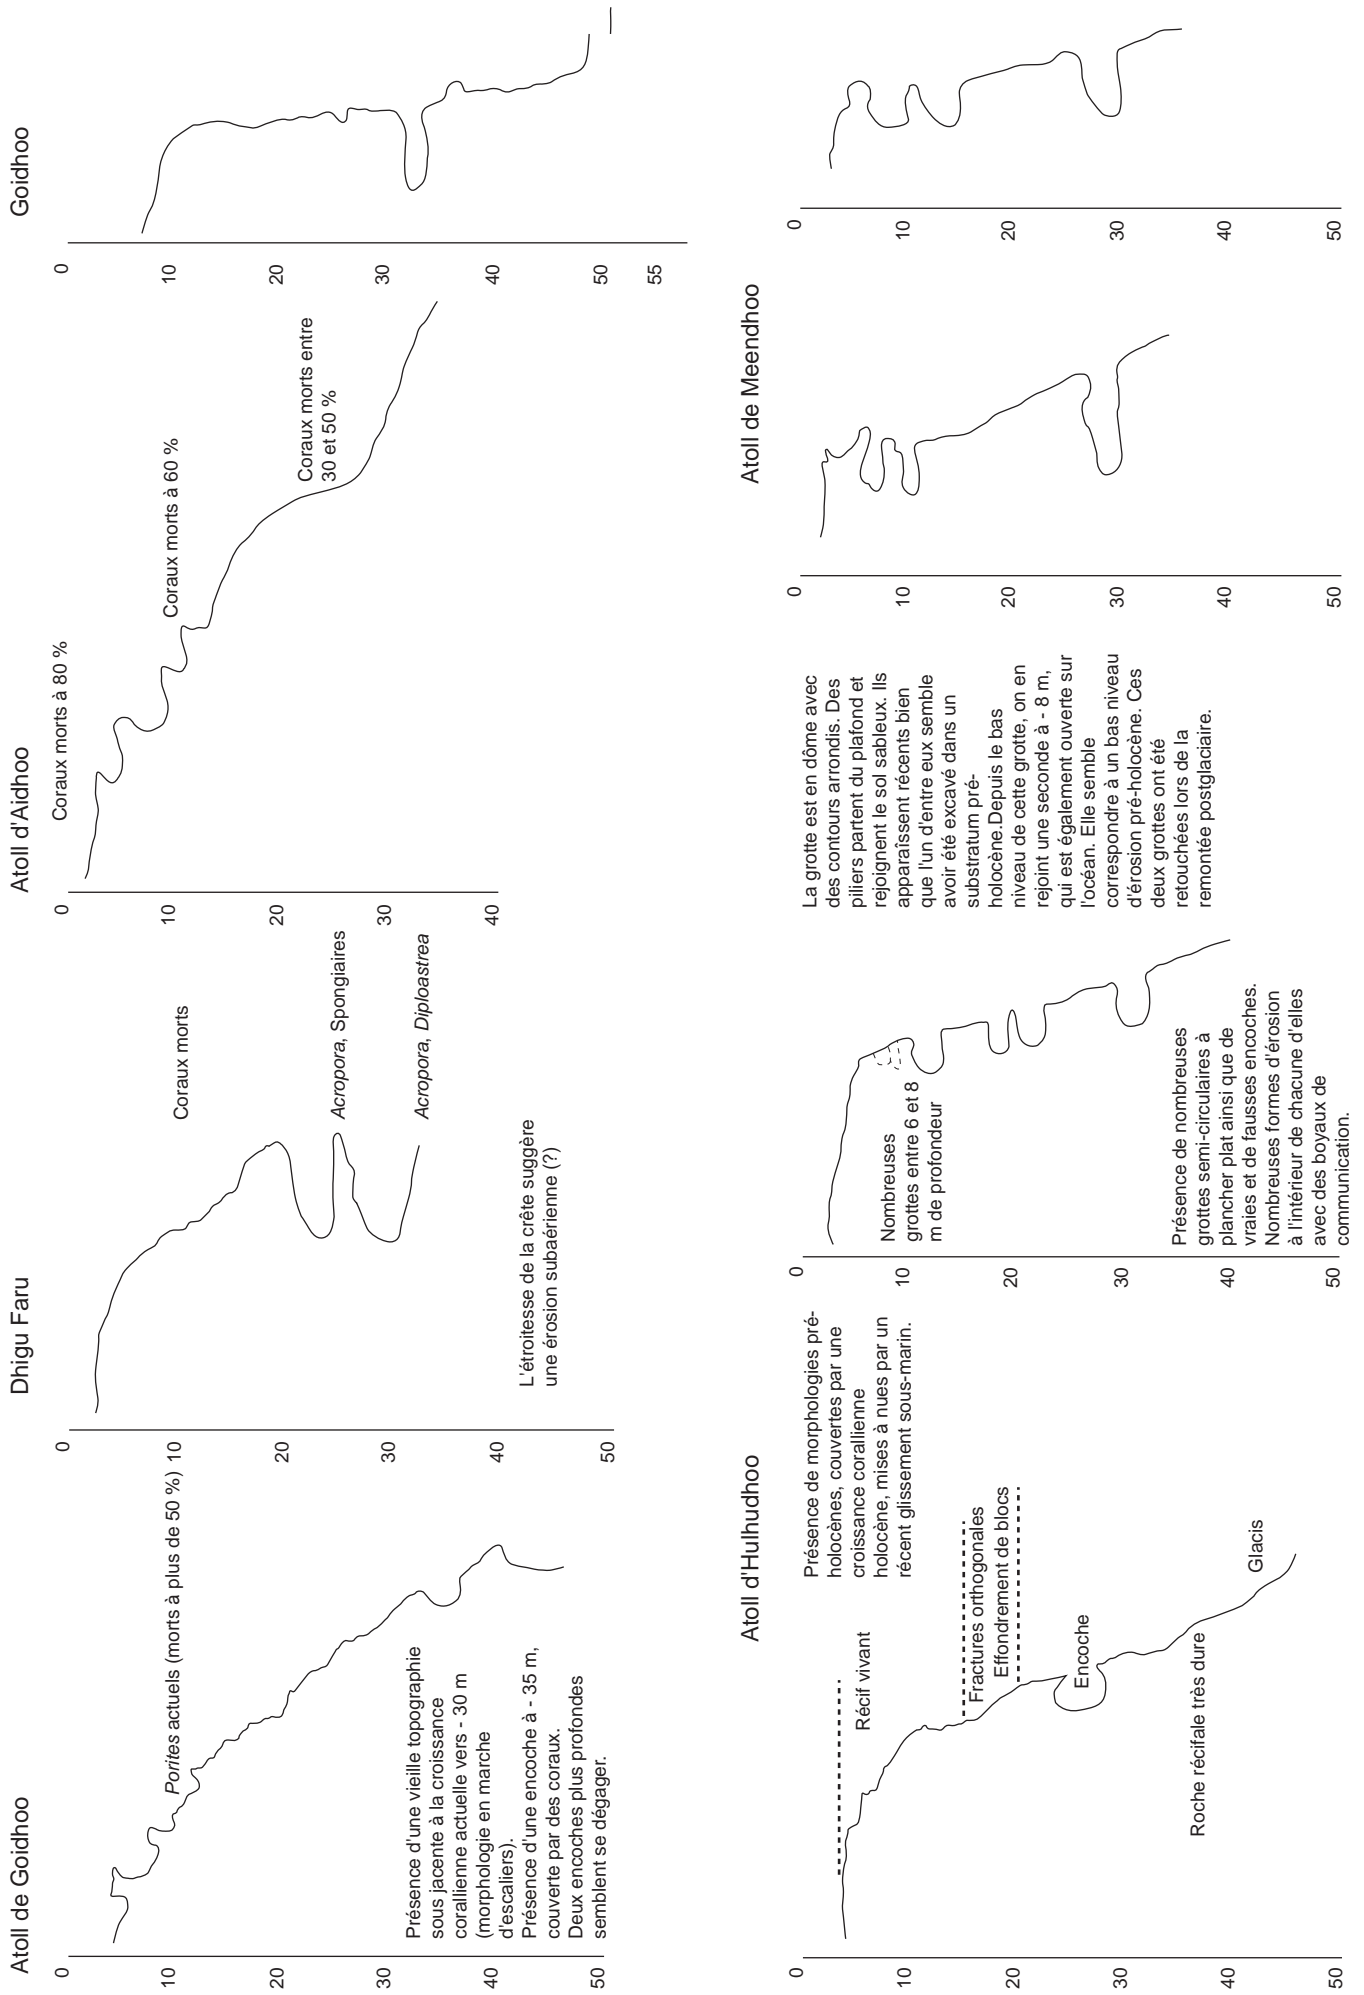 Atoll de Goidhoo
0
10
20
30
40
50
Porites actuels (morts à plus de 50 %)
Présence d'une vieille topographie
sous jacente à la croissance
corallienne actuelle vers - 30 m
(morphologie en marche
d'escaliers).
Présence d'une encoche à - 35 m,
couverte par des coraux.
Deux encoches plus profondes
semblent se dégager.
Dhigu Faru
0
10
20
30
40
50
Coraux morts
Acropora, Spongiaires
Acropora, Diploastrea
L'étroitesse de la crête suggère
une érosion subaérienne (?)
Atoll d'Aidhoo
0
10
20
30
40
Coraux morts à 80 %
Coraux morts à 60 %
Coraux morts entre
30 et 50 %
Goidhoo
0
10
20
30
40
50
55
Atoll d'Hulhudhoo
0
10
20
30
40
50
Récif vivant
Fractures orthogonales
Effondrement de blocs
Encoche
Roche récifale très dure
Glacis
Présence de morphologies pré-
holocènes, couvertes par une
croissance corallienne
holocène, mises à nues par un
récent glissement sous-marin.
0
10
20
30
40
50
Nombreuses
grottes entre 6 et 8
m de profondeur
Présence de nombreuses
grottes semi-circulaires à
plancher plat ainsi que de
vraies et de fausses encoches.
Nombreuses formes d'érosion
à l'intérieur de chacune d'elles
avec des boyaux de
communication.
La grotte est en dôme avec
des contours arrondis. Des
piliers partent du plafond et
rejoignent le sol sableux. Ils
apparaîssent récents bien
que l'un d'entre eux semble
avoir été excavé dans un
substratum pré-
holocène.Depuis le bas
niveau de cette grotte, on en
rejoint une seconde à - 8 m,
qui est également ouverte sur
l'océan. Elle semble
correspondre à un bas niveau
d'érosion pré-holocène. Ces
deux grottes ont été
retouchées lors de la
remontée postglaciaire.
Atoll de Meendhoo
0
10
20
30
40
50
0
10
20
30
40
50